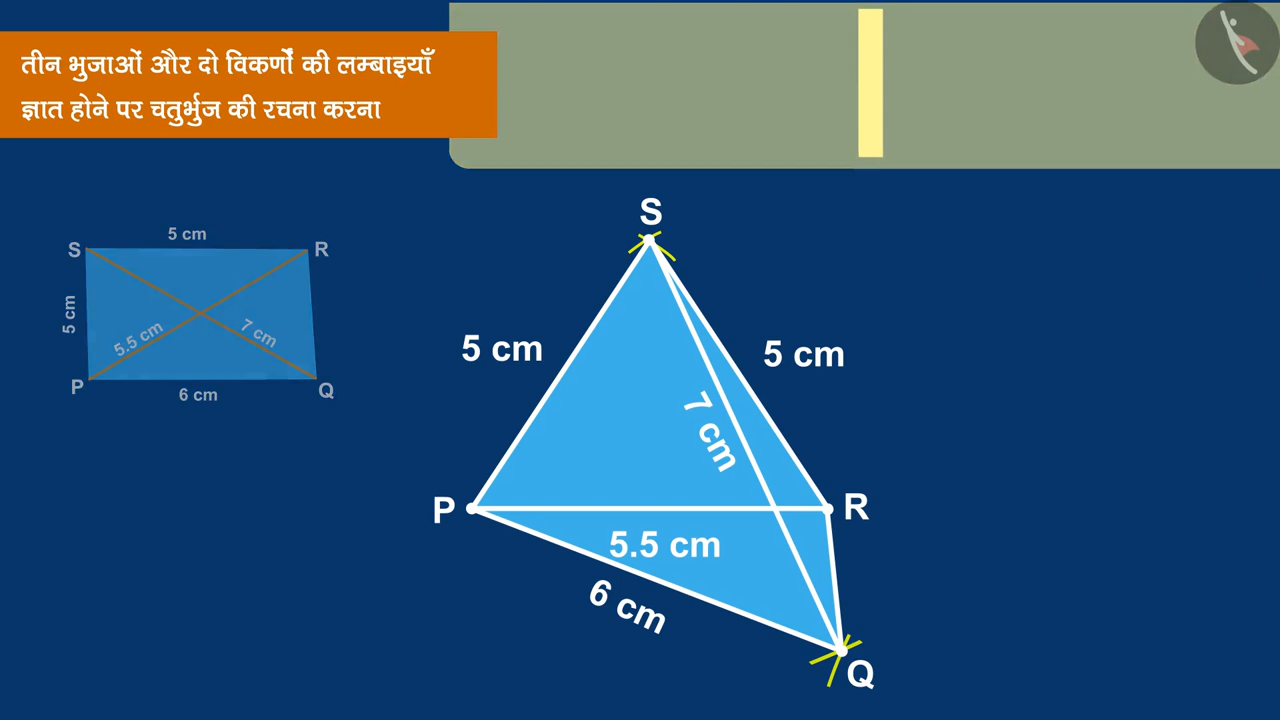 तीन भुजाओं और दो विकर्णों की लम्बाइयाँ
ज्ञात होने पर चतुर्भुज की रचना करना
S
5 cm
R
5 cm
5.5 cm
7 cm
P
6 cm
Q
S
5 cm
5 cm
7 cm
P
R
5.5 cm
6 cm
Q